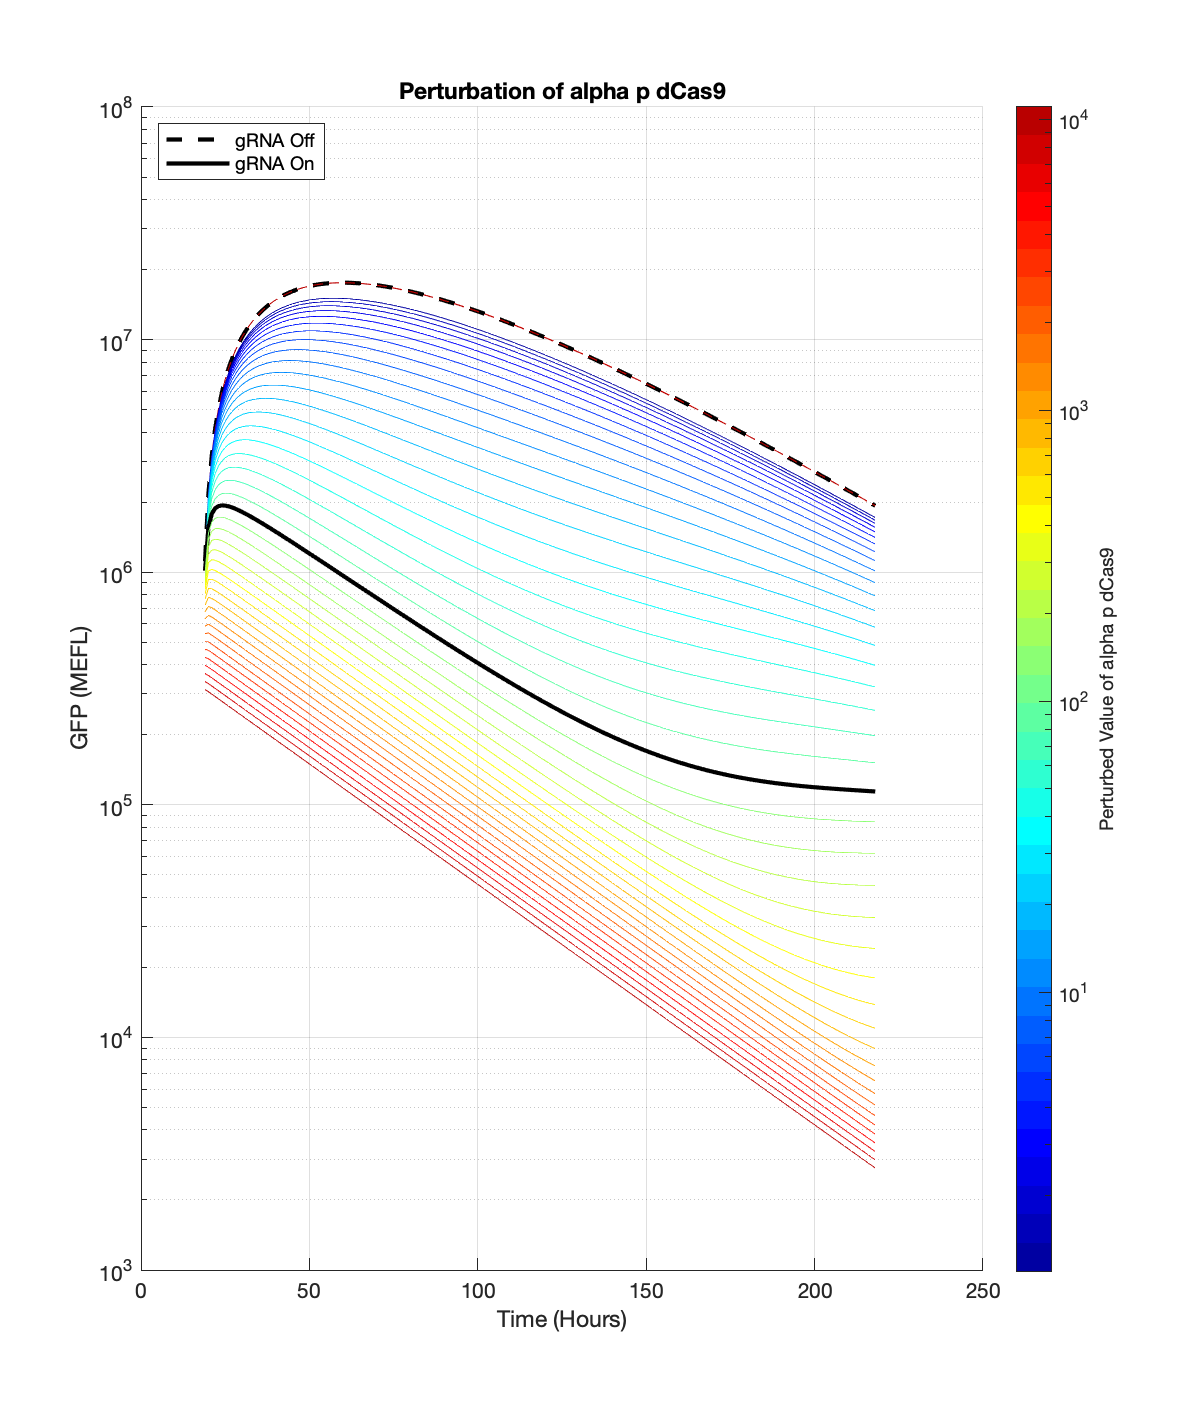 Perturbation of alpha p dCas9
gRNA Off
gRNA On
10^8
10^7
10^6
10^5
10^4
10^3
GFP (MEFL)
0 50 100 150 200 250
Time (Hours)
10^4
10^3
10^2
10^1
Perturbed Value of alpha p dCas9